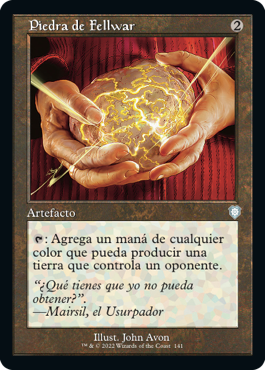 Piedra de Fellwar 2
Artefacto
: Agrega un maná de cualquier
color que pueda producir una
tierra que controla un oponente.
“¿Qué tienes que yo no pueda
obtener?”.
—Mairsil, el Usurpador
Illust. John Avon
™ & © 2022 Wizards of the Coast 141